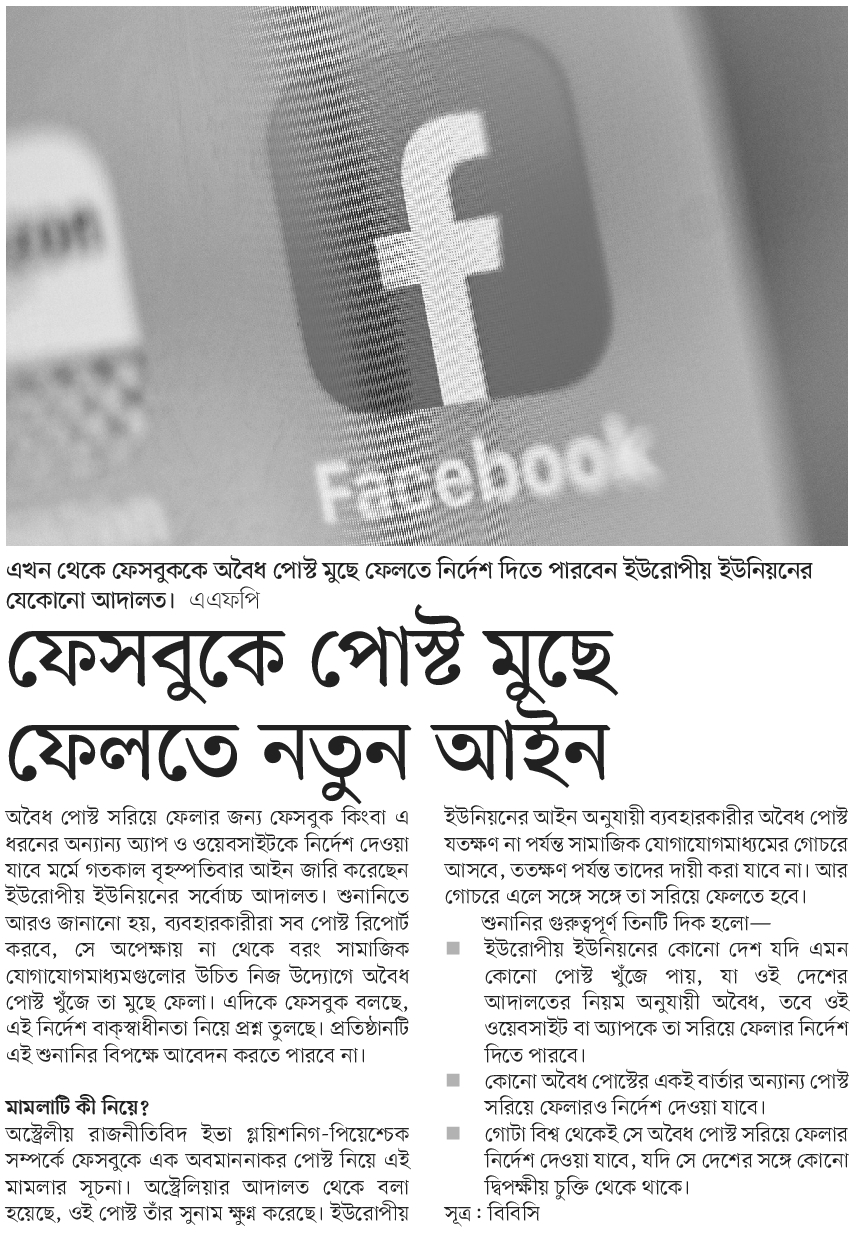 Facebook
এখন থেকে ফেসবুককে অবৈধ পোস্ট মুছে ফেলতে নির্দেশ দিতে পারবেন ইউরোপীয় ইউনিয়নের
যেকোনো আদালত। এএফপি
ফেসবুকে পোস্ট মুছে
ফেলতে নতুন আইন
অবৈধ পোস্ট সরিয়ে ফেলার জন্য ফেসবুক কিংবা এ
ধরনের অন্যান্য অ্যাপ ও ওয়েবসাইটকে নির্দেশ দেওয়া
যাবে মর্মে গতকাল বৃহস্পতিবার আইন জারি করেছেন
ইউরোপীয় ইউনিয়নের সর্বোচ্চ আদালত। শুনানিতে
আরও জানানো হয়, ব্যবহারকারীরা সব পোস্ট রিপোর্ট
করবে, সে অপেক্ষায় না থেকে বরং সামাজিক
যোগাযোগমাধ্যমগুলোর উচিত নিজ উদ্যোগে অবৈধ
পোস্ট খুঁজে তা মুছে ফেলা। এদিকে ফেসবুক বলছে,
এই নির্দেশ বাক্‌স্বাধীনতা নিয়ে প্রশ্ন তুলছে। প্রতিষ্ঠানটি
এই শুনানির বিপক্ষে আবেদন করতে পারবে না।
মামলাটি কী নিয়ে?
অস্ট্রেলীয় রাজনীতিবিদ ইভা গ্লয়িশনিগ-পিয়েশ্চেক
সম্পর্কে ফেসবুকে এক অবমাননাকর পোস্ট নিয়ে এই
মামলার সূচনা। অস্ট্রেলিয়ার আদালত থেকে বলা
হয়েছে, ওই পোস্ট তাঁর সুনাম ক্ষুণ্ন করেছে। ইউরোপীয়
ইউনিয়নের আইন অনুযায়ী ব্যবহারকারীর অবৈধ পোস্ট
যতক্ষণ না পর্যন্ত সামাজিক যোগাযোগমাধ্যমের গোচরে
আসবে, ততক্ষণ পর্যন্ত তাদের দায়ী করা যাবে না। আর
গোচরে এলে সঙ্গে সঙ্গে তা সরিয়ে ফেলতে হবে।
শুনানির গুরুত্বপূর্ণ তিনটি দিক হলো—
■ ইউরোপীয় ইউনিয়নের কোনো দেশ যদি এমন
কোনো পোস্ট খুঁজে পায়, যা ওই দেশের
আদালতের নিয়ম অনুযায়ী অবৈধ, তবে ওই
ওয়েবসাইট বা অ্যাপকে তা সরিয়ে ফেলার নির্দেশ
দিতে পারবে।
■ কোনো অবৈধ পোস্টের একই বার্তার অন্যান্য পোস্ট
সরিয়ে ফেলারও নির্দেশ দেওয়া যাবে।
■ গোটা বিশ্ব থেকেই সে অবৈধ পোস্ট সরিয়ে ফেলার
নির্দেশ দেওয়া যাবে, যদি সে দেশের সঙ্গে কোনো
দ্বিপক্ষীয় চুক্তি থেকে থাকে।
সূত্র : বিবিসি